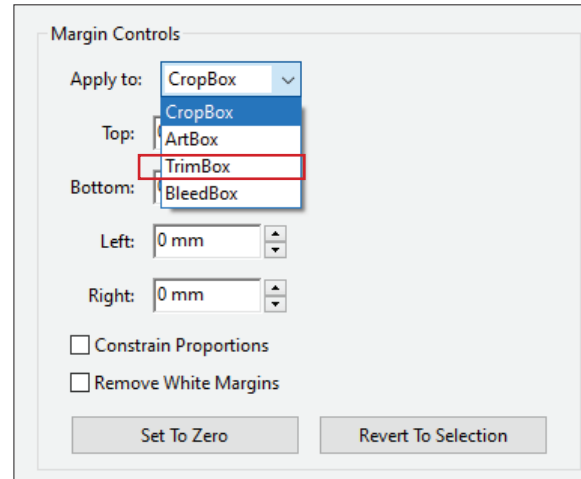 Margin Controls
Apply to: CropBox
CropBox
Top:
ArtBox
TrimBox
Bottom:
BleedBox
Left: 0 mm
Right: 0 mm
Constrain Proportions
Remove White Margins
Set To Zero Revert To Selection